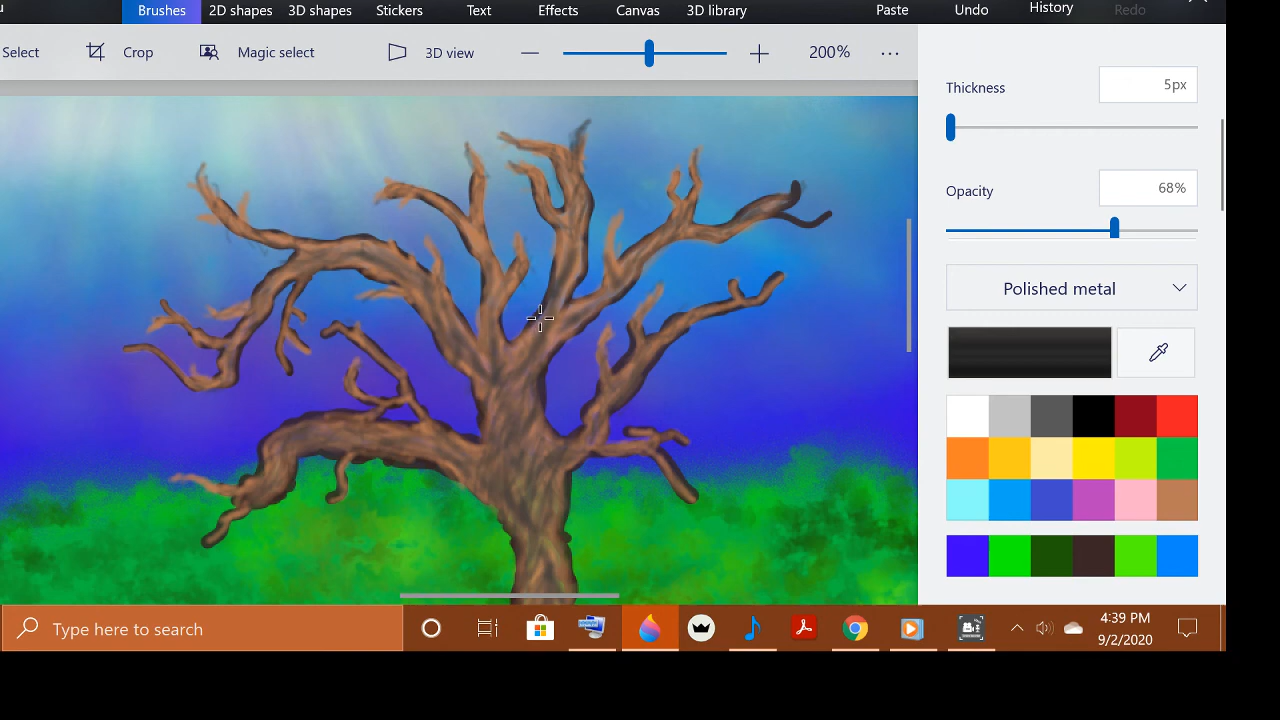 Brushes 2D shapes 3D shapes Stickers Text Effects Canvas 3D library Paste Undo History Redo
Select Crop Magic select 3D view 200%
Thickness 5px
Opacity 68%
Polished metal
Type here to search
4:39 PM
9/2/2020